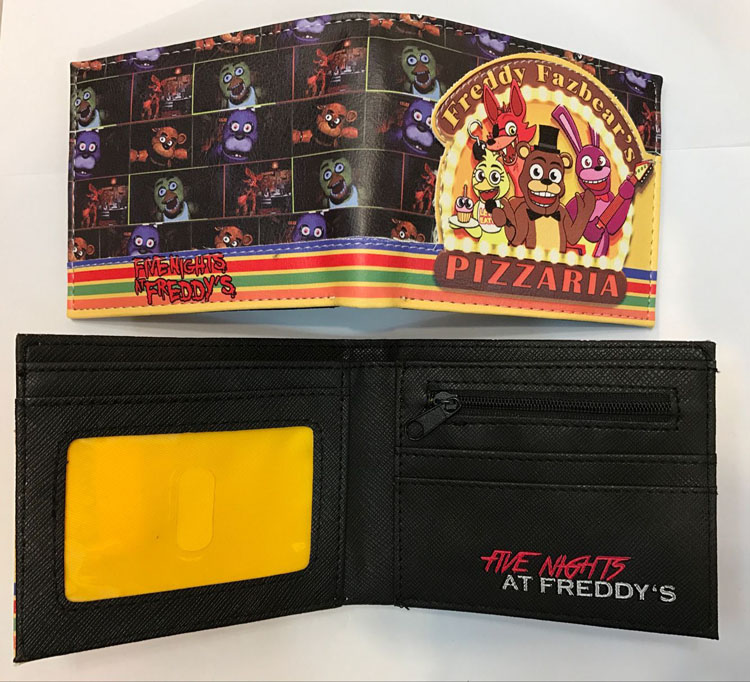 Freddy Fazbear's
PIZZARIA
FIVE NIGHTS
AT FREDDY'S
FIVE NIGHTS
AT FREDDY'S